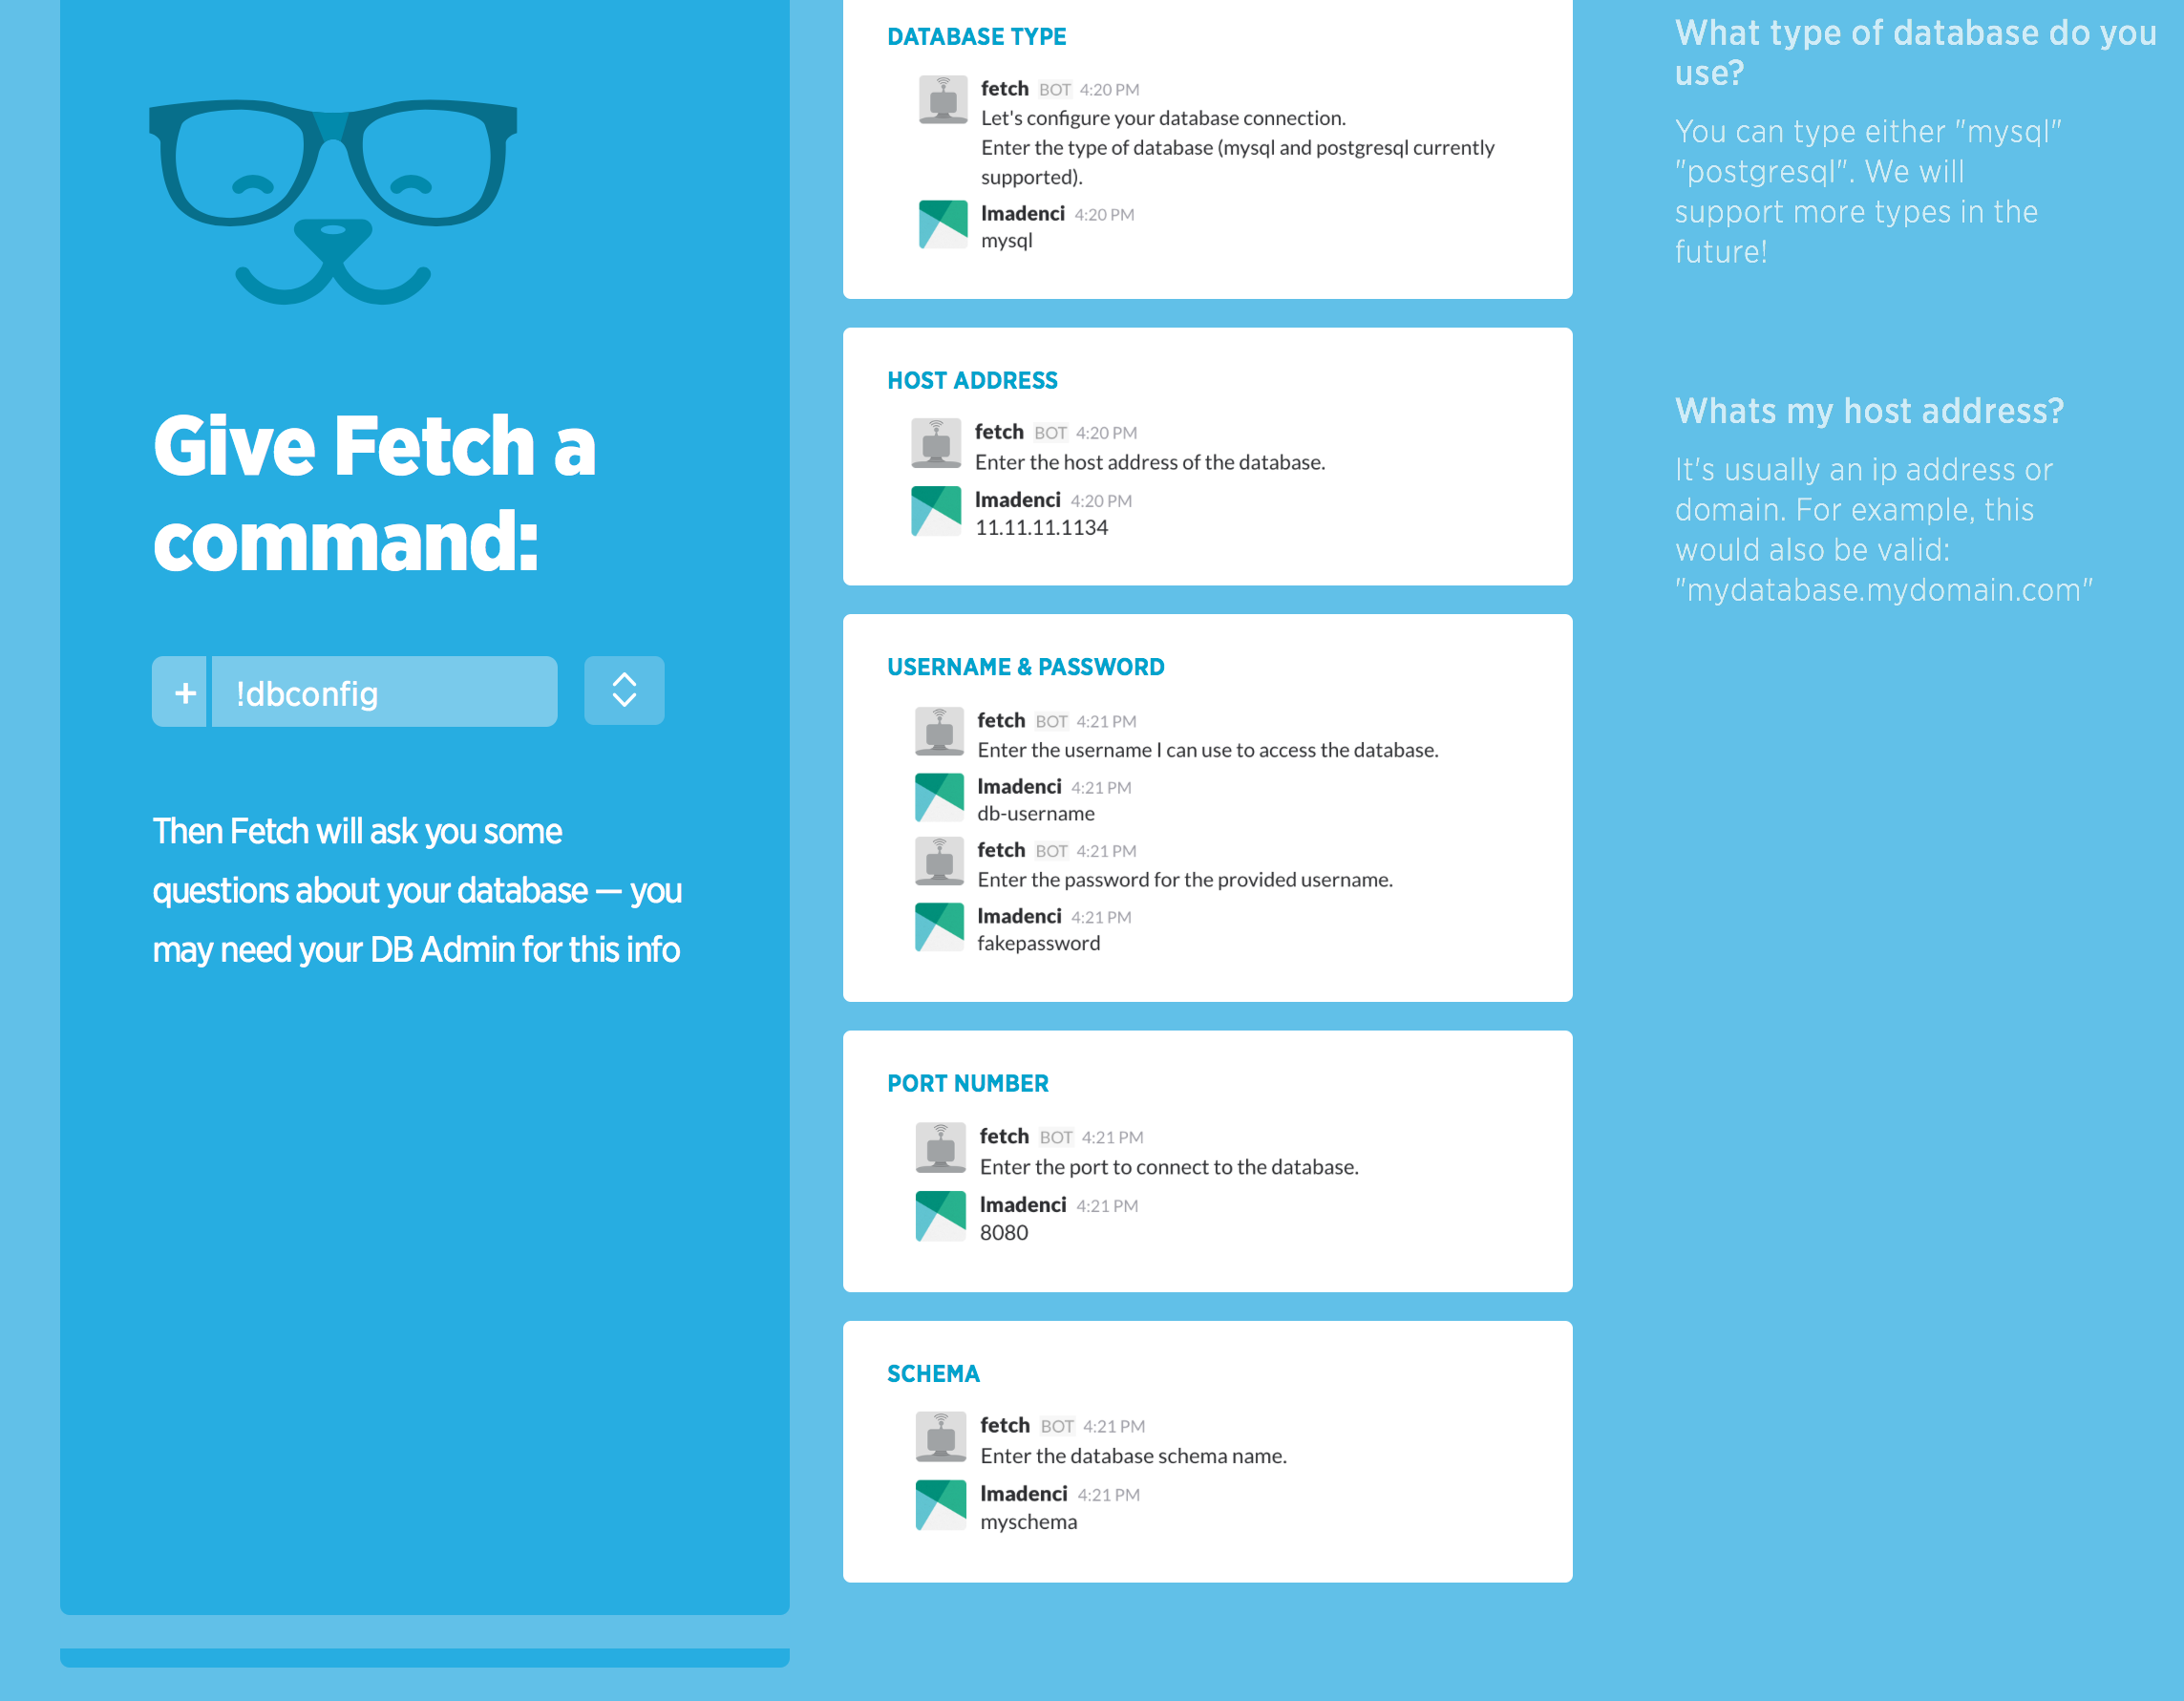 Give Fetch a
command:
+ !dbconfig
Then Fetch will ask you some
questions about your database — you
may need your DB Admin for this info
DATABASE TYPE
fetch BOT 4:20 PM
Let's configure your database connection.
Enter the type of database (mysql and postgresql currently
supported).
lmadenci 4:20 PM
mysql
HOST ADDRESS
fetch BOT 4:20 PM
Enter the host address of the database.
lmadenci 4:20 PM
11.11.11.1134
USERNAME & PASSWORD
fetch BOT 4:21 PM
Enter the username I can use to access the database.
lmadenci 4:21 PM
db-username
fetch BOT 4:21 PM
Enter the password for the provided username.
lmadenci 4:21 PM
fakepassword
PORT NUMBER
fetch BOT 4:21 PM
Enter the port to connect to the database.
lmadenci 4:21 PM
8080
SCHEMA
fetch BOT 4:21 PM
Enter the database schema name.
lmadenci 4:21 PM
myschema
What type of database do you
use?
You can type either "mysql"
"postgresql". We will
support more types in the
future!
Whats my host address?
It's usually an ip address or
domain. For example, this
would also be valid:
"mydatabase.mydomain.com"